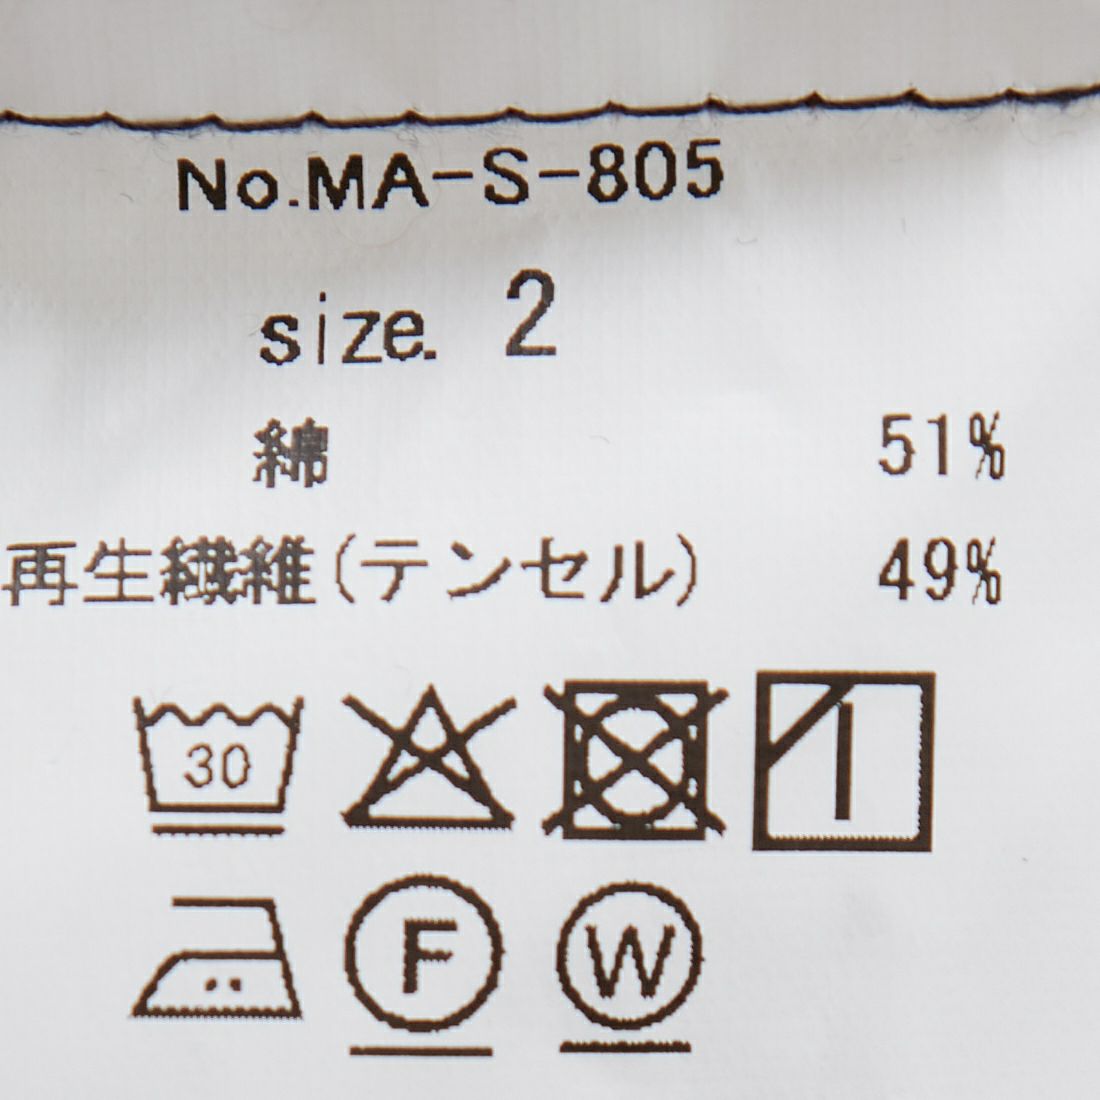 No.MA-S-805
size. 2
綿 51%
再生繊維(テンセル) 49%
30
F W